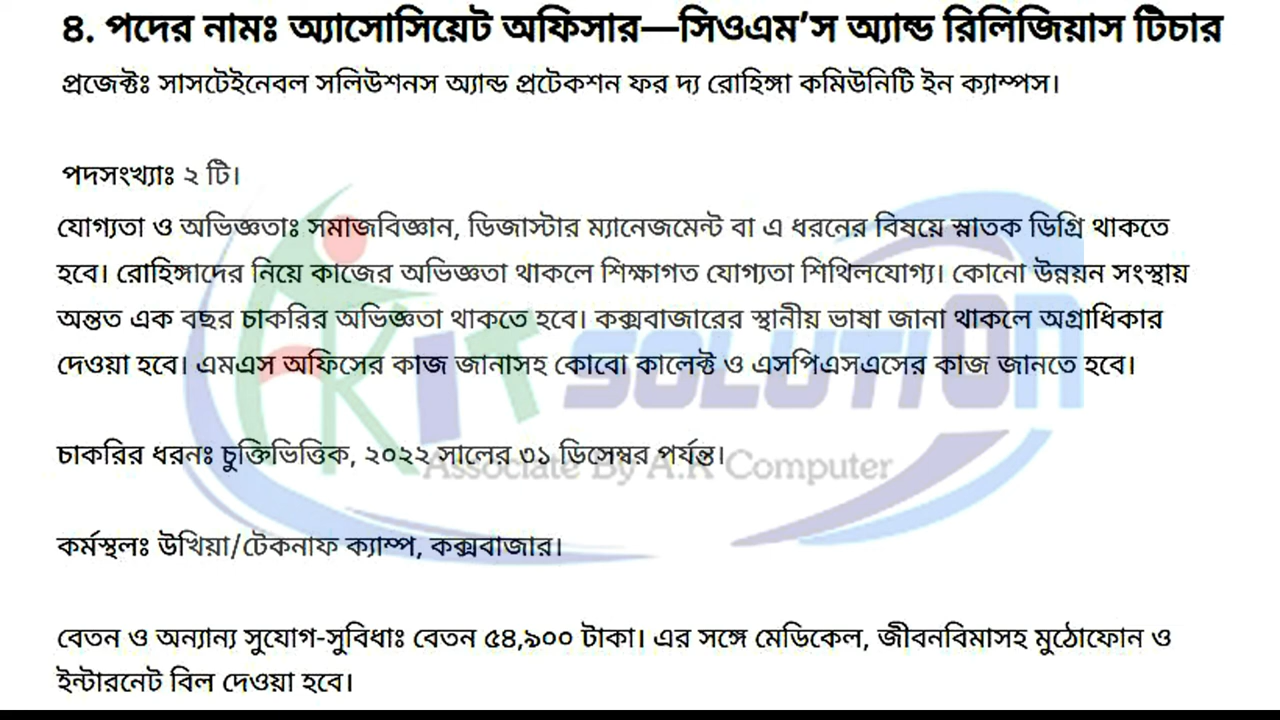 ৪. পদের নামঃ অ্যাসোসিয়েট অফিসার—সিওএম’স অ্যান্ড রিলিজিয়াস টিচার
প্রজেক্টঃ সাসটেইনেবল সলিউশনস অ্যান্ড প্রটেকশন ফর দ্য রোহিঙ্গা কমিউনিটি ইন ক্যাম্পস।
পদসংখ্যাঃ ২ টি।
যোগ্যতা ও অভিজ্ঞতাঃ সমাজবিজ্ঞান, ডিজাস্টার ম্যানেজমেন্ট বা এ ধরনের বিষয়ে স্নাতক ডিগ্রি থাকতে
হবে। রোহিঙ্গাদের নিয়ে কাজের অভিজ্ঞতা থাকলে শিক্ষাগত যোগ্যতা শিথিলযোগ্য। কোনো উন্নয়ন সংস্থায়
অন্তত এক বছর চাকরির অভিজ্ঞতা থাকতে হবে। কক্সবাজারের স্থানীয় ভাষা জানা থাকলে অগ্রাধিকার
দেওয়া হবে। এমএস অফিসের কাজ জানাসহ কোবো কালেক্ট ও এসপিএসএসের কাজ জানতে হবে।
KIT SOLUTION
চাকরির ধরনঃ চুক্তিভিত্তিক, ২০২২ সালের ৩১ ডিসেম্বর পর্যন্ত।
Associate By A.R Computer
কর্মস্থলঃ উখিয়া/টেকনাফ ক্যাম্প, কক্সবাজার।
বেতন ও অন্যান্য সুযোগ-সুবিধাঃ বেতন ৫৪,৯০০ টাকা। এর সঙ্গে মেডিকেল, জীবনবিমাসহ মুঠোফোন ও
ইন্টারনেট বিল দেওয়া হবে।